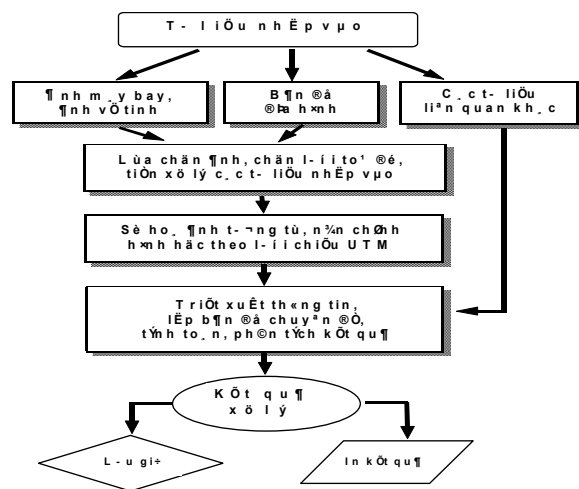 T- liÖu nhËp vµo
¶nh m¸y bay,
¶nh vÖ tinh
B¶n ®å
®Þa h×nh
C¸c t- liÖu
liªn quan kh¸c
Lùa chän ¶nh, chän l-íi to¹ ®é,
tiÒn xö lý c¸c t- liÖu nhËp vµo
Sè ho¸ ¶nh t-¬ng tù, n¾n chØnh
h×nh häc theo l-íi chiÕu UTM
TriÕt xuÊt th«ng tin,
lËp b¶n ®å chuyªn ®Ò,
tÝnh to¸n, ph©n tÝch kÕt qu¶
KÕt qu¶
xö lý
L-u gi÷
In kÕt qu¶